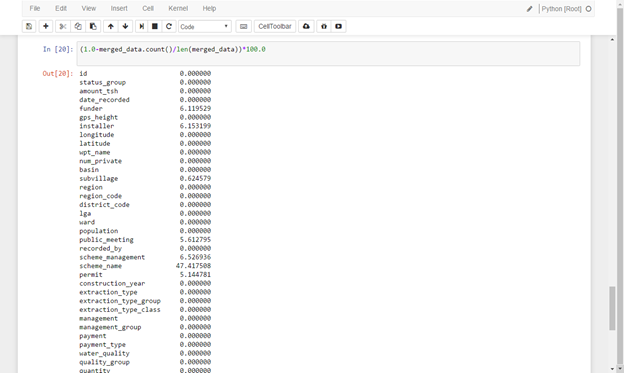 File Edit View Insert Cell Kernel Help Python [Root]
Code CellToolbar
In [20]: (1.0-merged_data.count()/len(merged_data))*100.0
Out[20]: id 0.000000
status_group 0.000000
amount_tsh 0.000000
date_recorded 0.000000
funder 6.119529
gps_height 0.000000
installer 6.153199
longitude 0.000000
latitude 0.000000
wpt_name 0.000000
num_private 0.000000
basin 0.000000
subvillage 0.624579
region 0.000000
region_code 0.000000
district_code 0.000000
lga 0.000000
ward 0.000000
population 0.000000
public_meeting 5.612795
recorded_by 0.000000
scheme_management 6.526936
scheme_name 47.417508
permit 5.144781
construction_year 0.000000
extraction_type 0.000000
extraction_type_group 0.000000
extraction_type_class 0.000000
management 0.000000
management_group 0.000000
payment 0.000000
payment_type 0.000000
water_quality 0.000000
quality_group 0.000000
quantity 0.000000